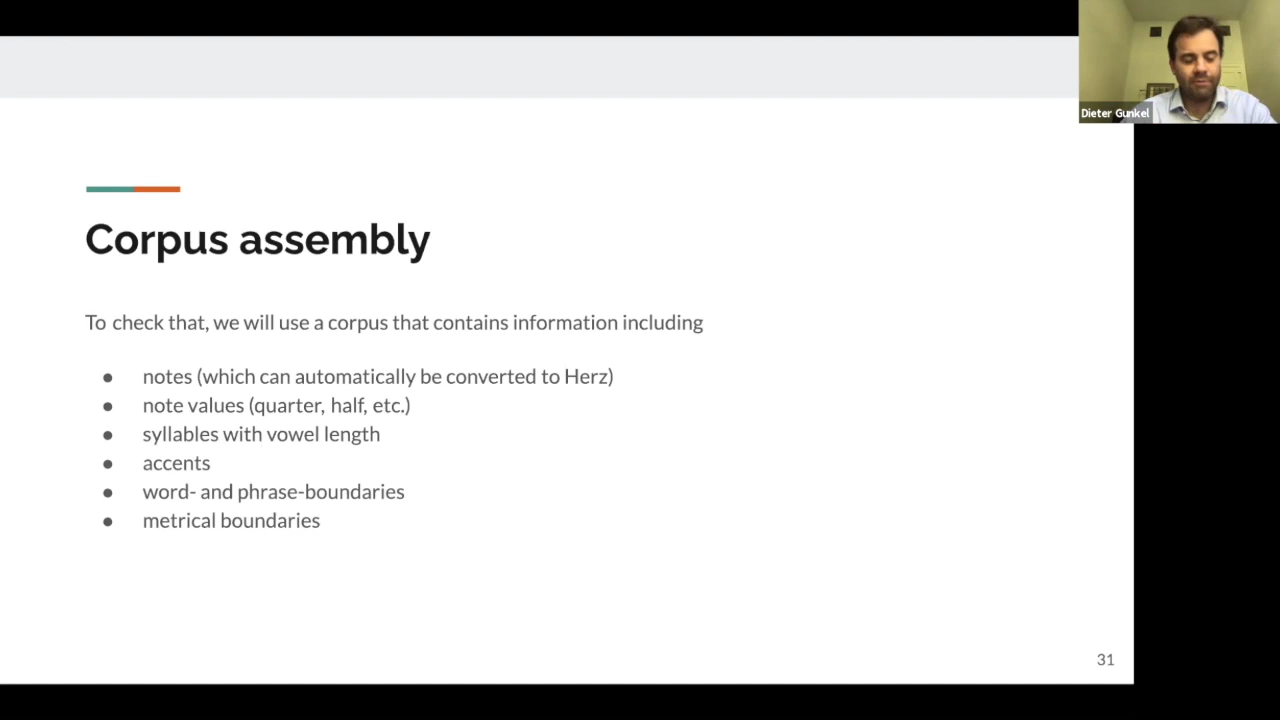 Dieter Gunkel
Corpus assembly
To check that, we will use a corpus that contains information including
● notes (which can automatically be converted to Herz)
● note values (quarter, half, etc.)
● syllables with vowel length
● accents
● word- and phrase-boundaries
● metrical boundaries
31